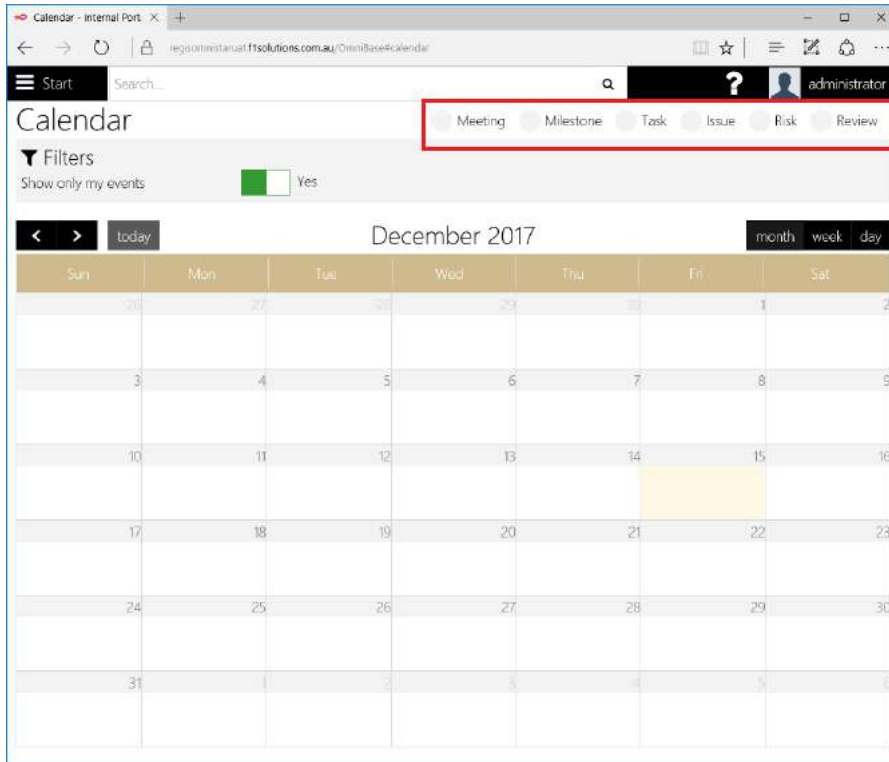 Calendar - Internal Port
f1solutions.com.au/OmniBase#calendar
Start Search... ? administrator
Calendar Meeting Milestone Task Issue Risk Review
Filters
Show only my events Yes
< > today December 2017 month week day
Sun Mon Tue Wed Thu Fri Sat
26 27 28 29 30 1 2
3 4 5 6 7 8 9
10 11 12 13 14 15 16
17 18 19 20 21 22 23
24 25 26 27 28 29 30
31 1 2 3 4 5 6